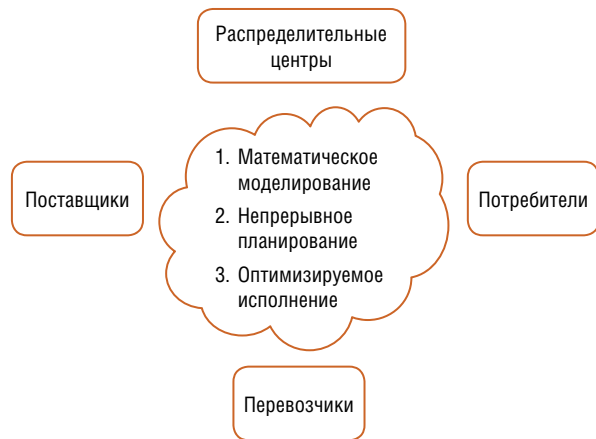 Распределительные
центры
Поставщики
1. Математическое
моделирование
2. Непрерывное
планирование
3. Оптимизируемое
исполнение
Потребители
Перевозчики